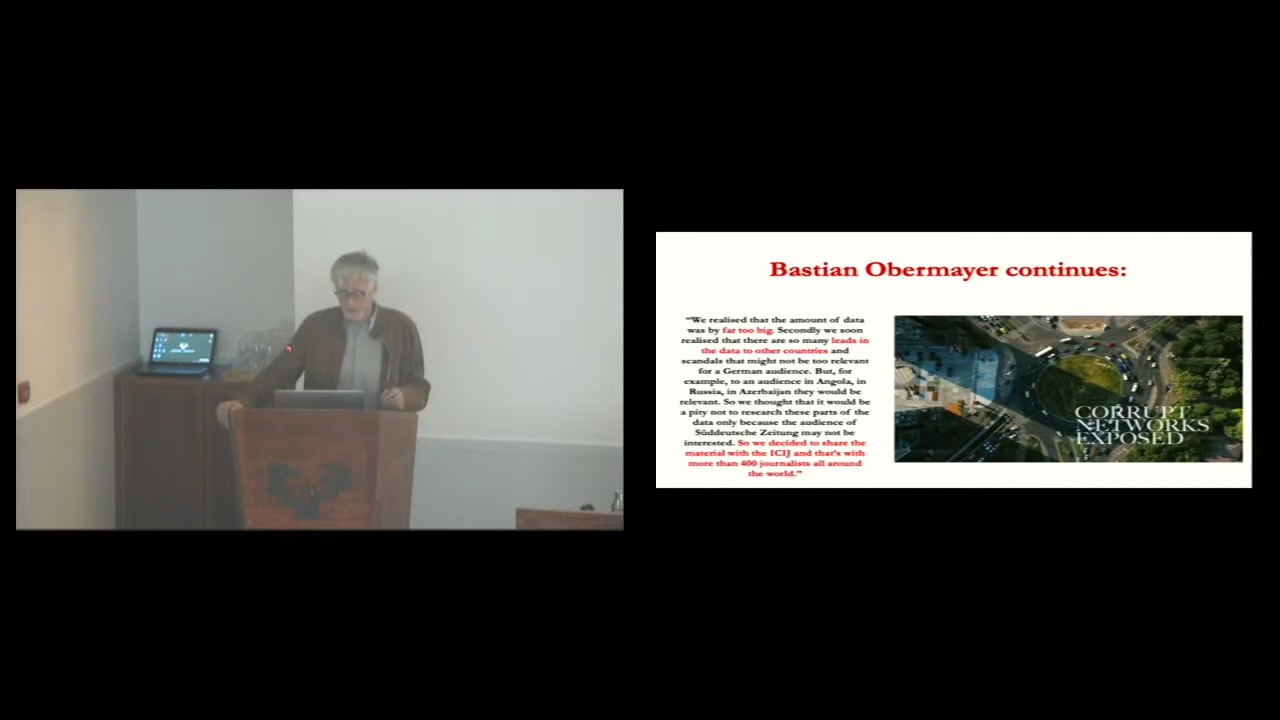 Bastian Obermayer continues:
“We realised that the amount of data
was by far too big. Secondly we soon
realised that there are so many leads in
the data to other countries and
scandals that might not be too relevant
for a German audience. But, for
example, to an audience in Angola, in
Russia, in Azerbaijan they would be
relevant. So we thought that it would be
a pity not to research these parts of the
data only because the audience of
Süddeutsche Zeitung may not be
interested. So we decided to share the
material with the ICIJ and that's with
more than 400 journalists all around
the world.”
CORRUPT
NETWORKS
EXPOSED